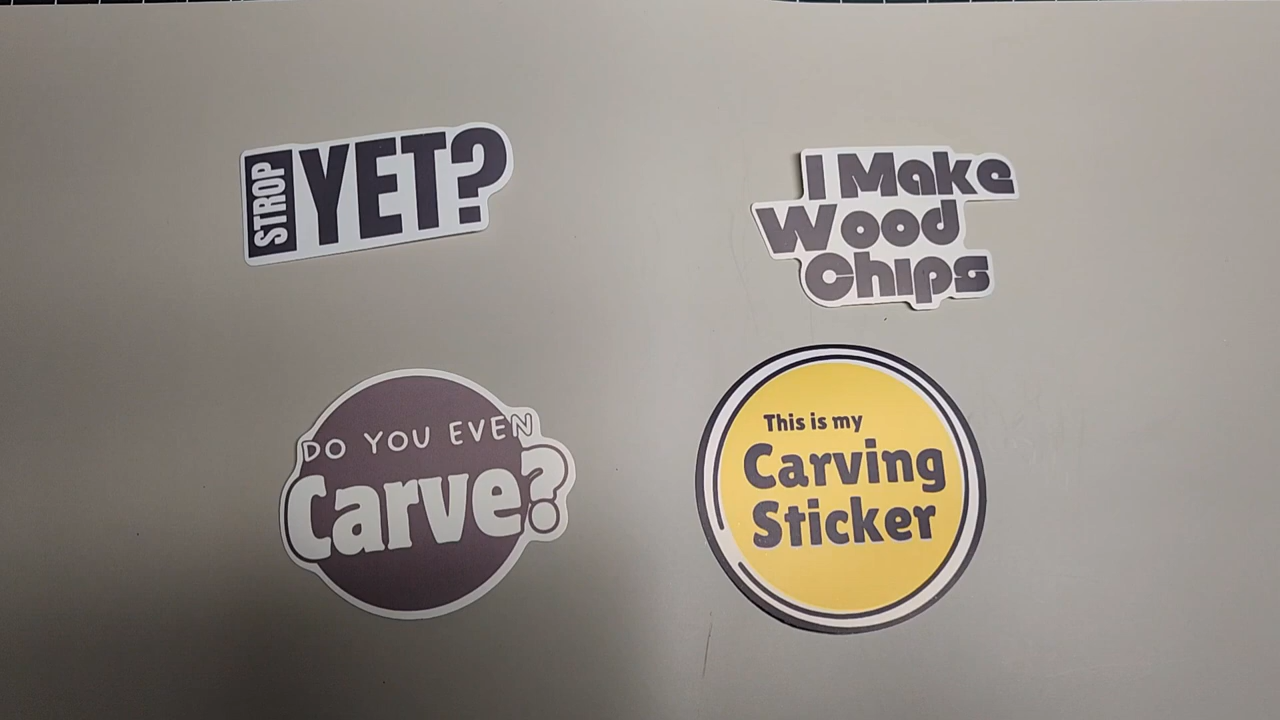 STROP YET?
I Make
Wood
Chips
DO YOU EVEN
Carve?
This is my
Carving
Sticker